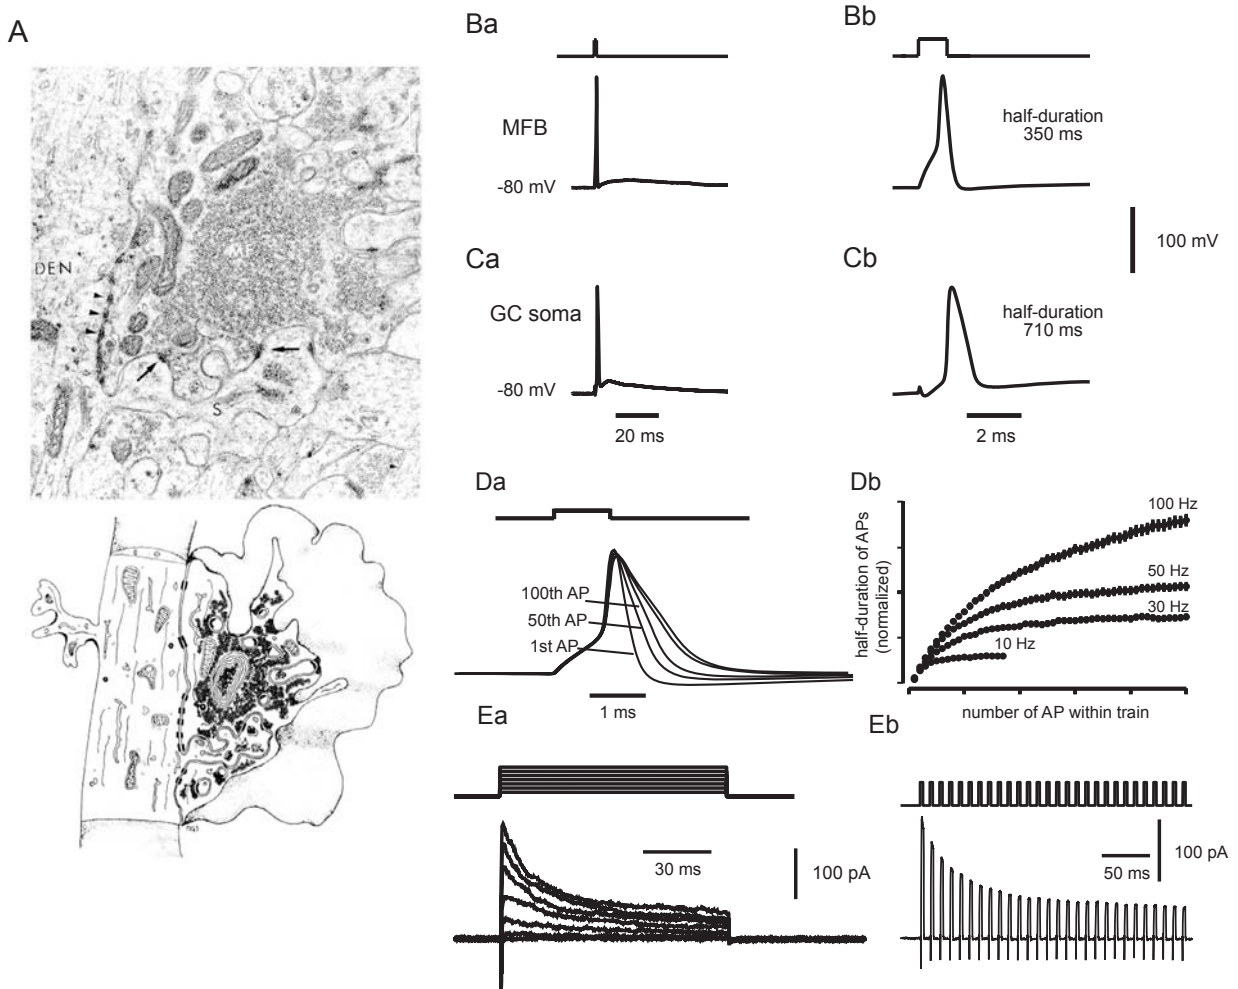 A
Ba
Bb
MFB
-80 mV
half-duration
350 ms
100 mV
Ca
Cb
GC soma
-80 mV
half-duration
710 ms
20 ms
2 ms
DEN
MF
S
Da
100th AP
50th AP
1st AP
1 ms
Db
half-duration of APs
(normalized)
100 Hz
50 Hz
30 Hz
10 Hz
number of AP within train
Ea
30 ms
100 pA
Eb
50 ms
100 pA